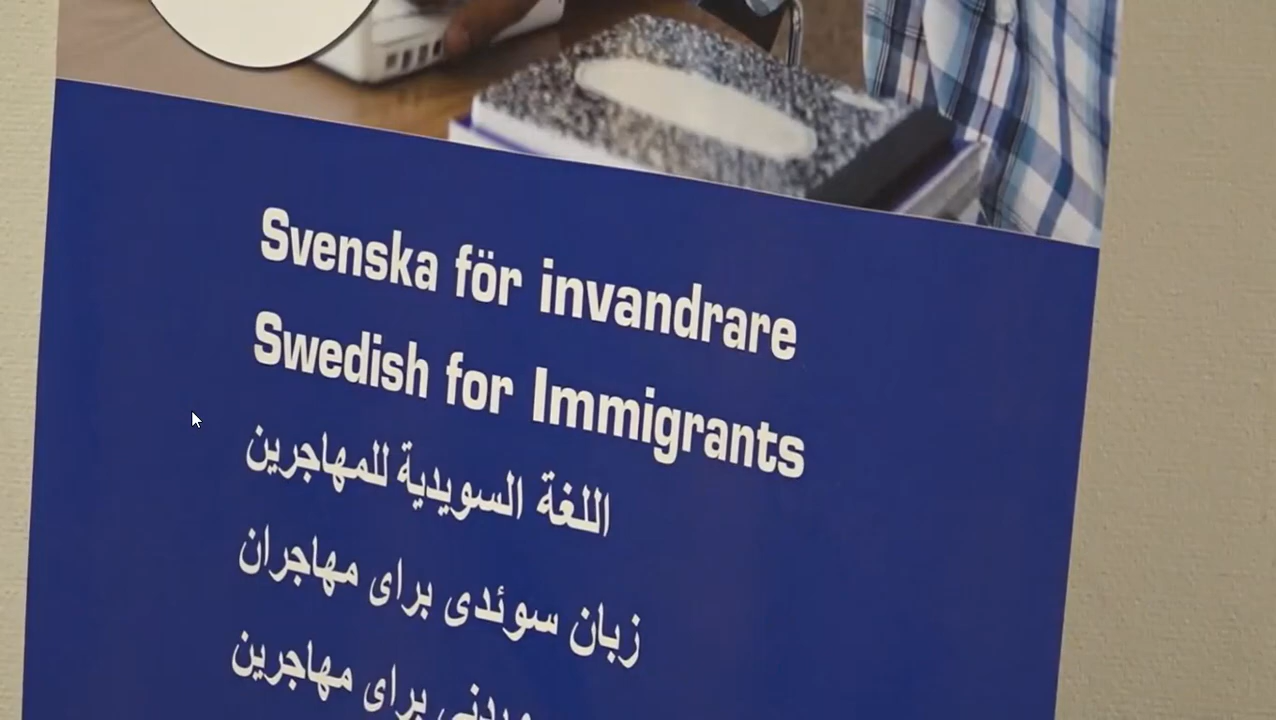 Svenska för invandrare
Swedish for Immigrants
اللغة السويدية للمهاجرين
زبان سوئدی برای مهاجران
برای مهاجرین